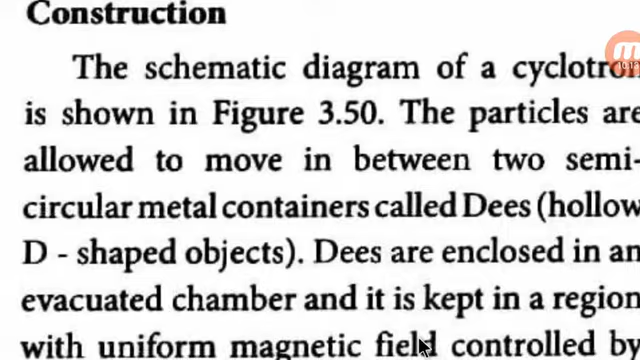 Construction
The schematic diagram of a cyclotron
is shown in Figure 3.50. The particles are
allowed to move in between two semi-
circular metal containers called Dees (hollow
D - shaped objects). Dees are enclosed in an
evacuated chamber and it is kept in a region
with uniform magnetic field controlled by